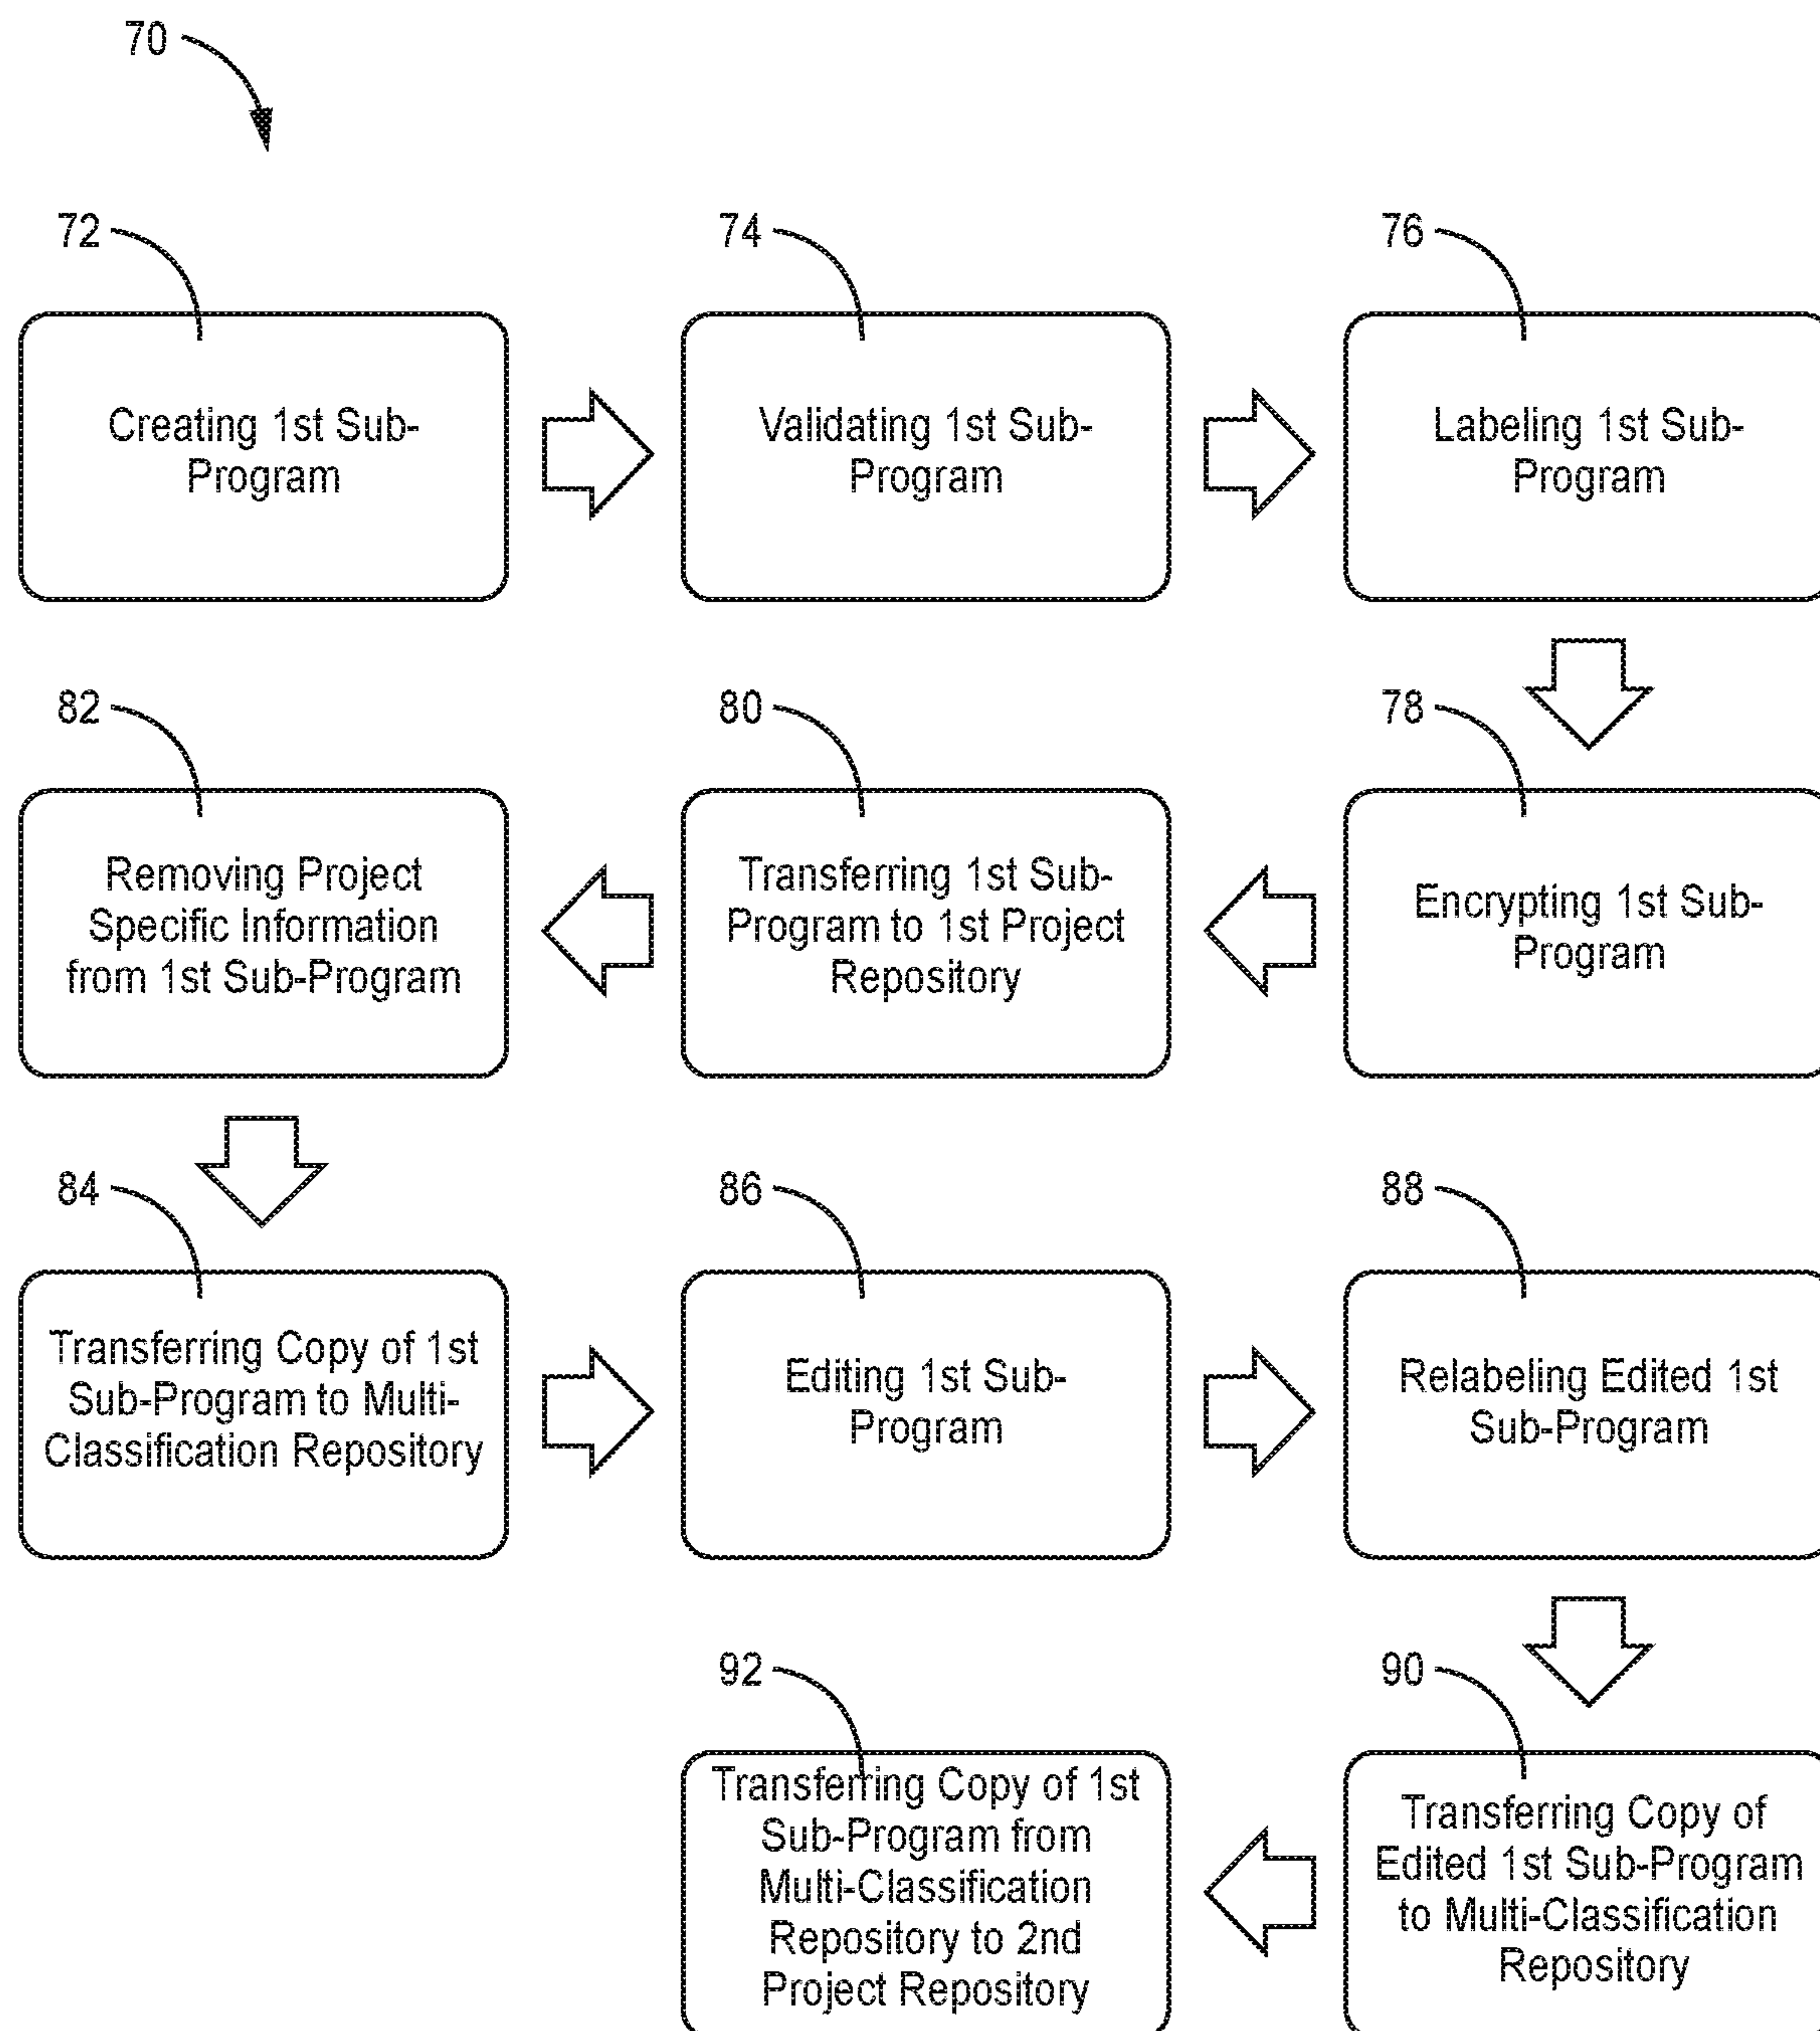 70
72
Creating 1st Sub-
Program
74
Validating 1st Sub-
Program
76
Labeling 1st Sub-
Program
78
Encrypting 1st Sub-
Program
80
Transferring 1st Sub-
Program to 1st Project
Repository
82
Removing Project
Specific Information
from 1st Sub-Program
84
Transferring Copy of 1st
Sub-Program to Multi-
Classification Repository
86
Editing 1st Sub-
Program
88
Relabeling Edited 1st
Sub-Program
90
Transferring Copy of
Edited 1st Sub-Program
to Multi-Classification
Repository
92
Transferring Copy of 1st
Sub-Program from
Multi-Classification
Repository to 2nd
Project Repository